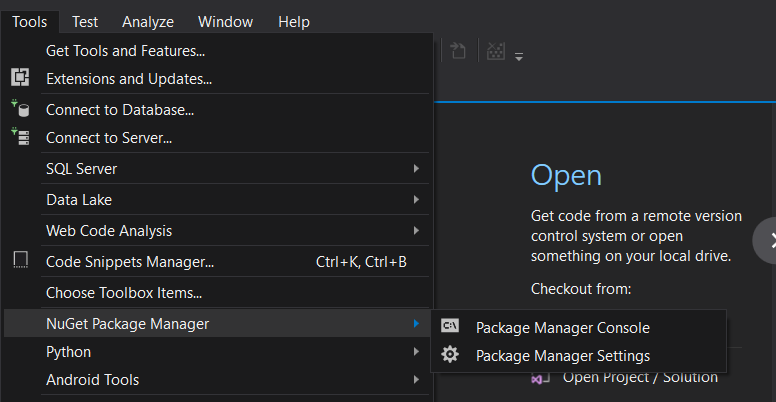 Tools Test Analyze Window Help
Get Tools and Features...
Extensions and Updates...
Connect to Database...
Connect to Server...
SQL Server
Data Lake
Web Code Analysis
Code Snippets Manager... Ctrl+K, Ctrl+B
Choose Toolbox Items...
NuGet Package Manager
Python
Android Tools
C:\
Package Manager Console
Package Manager Settings
Open
Get code from a remote version
control system or open
something on your local drive.
Checkout from:
Open Project / Solution